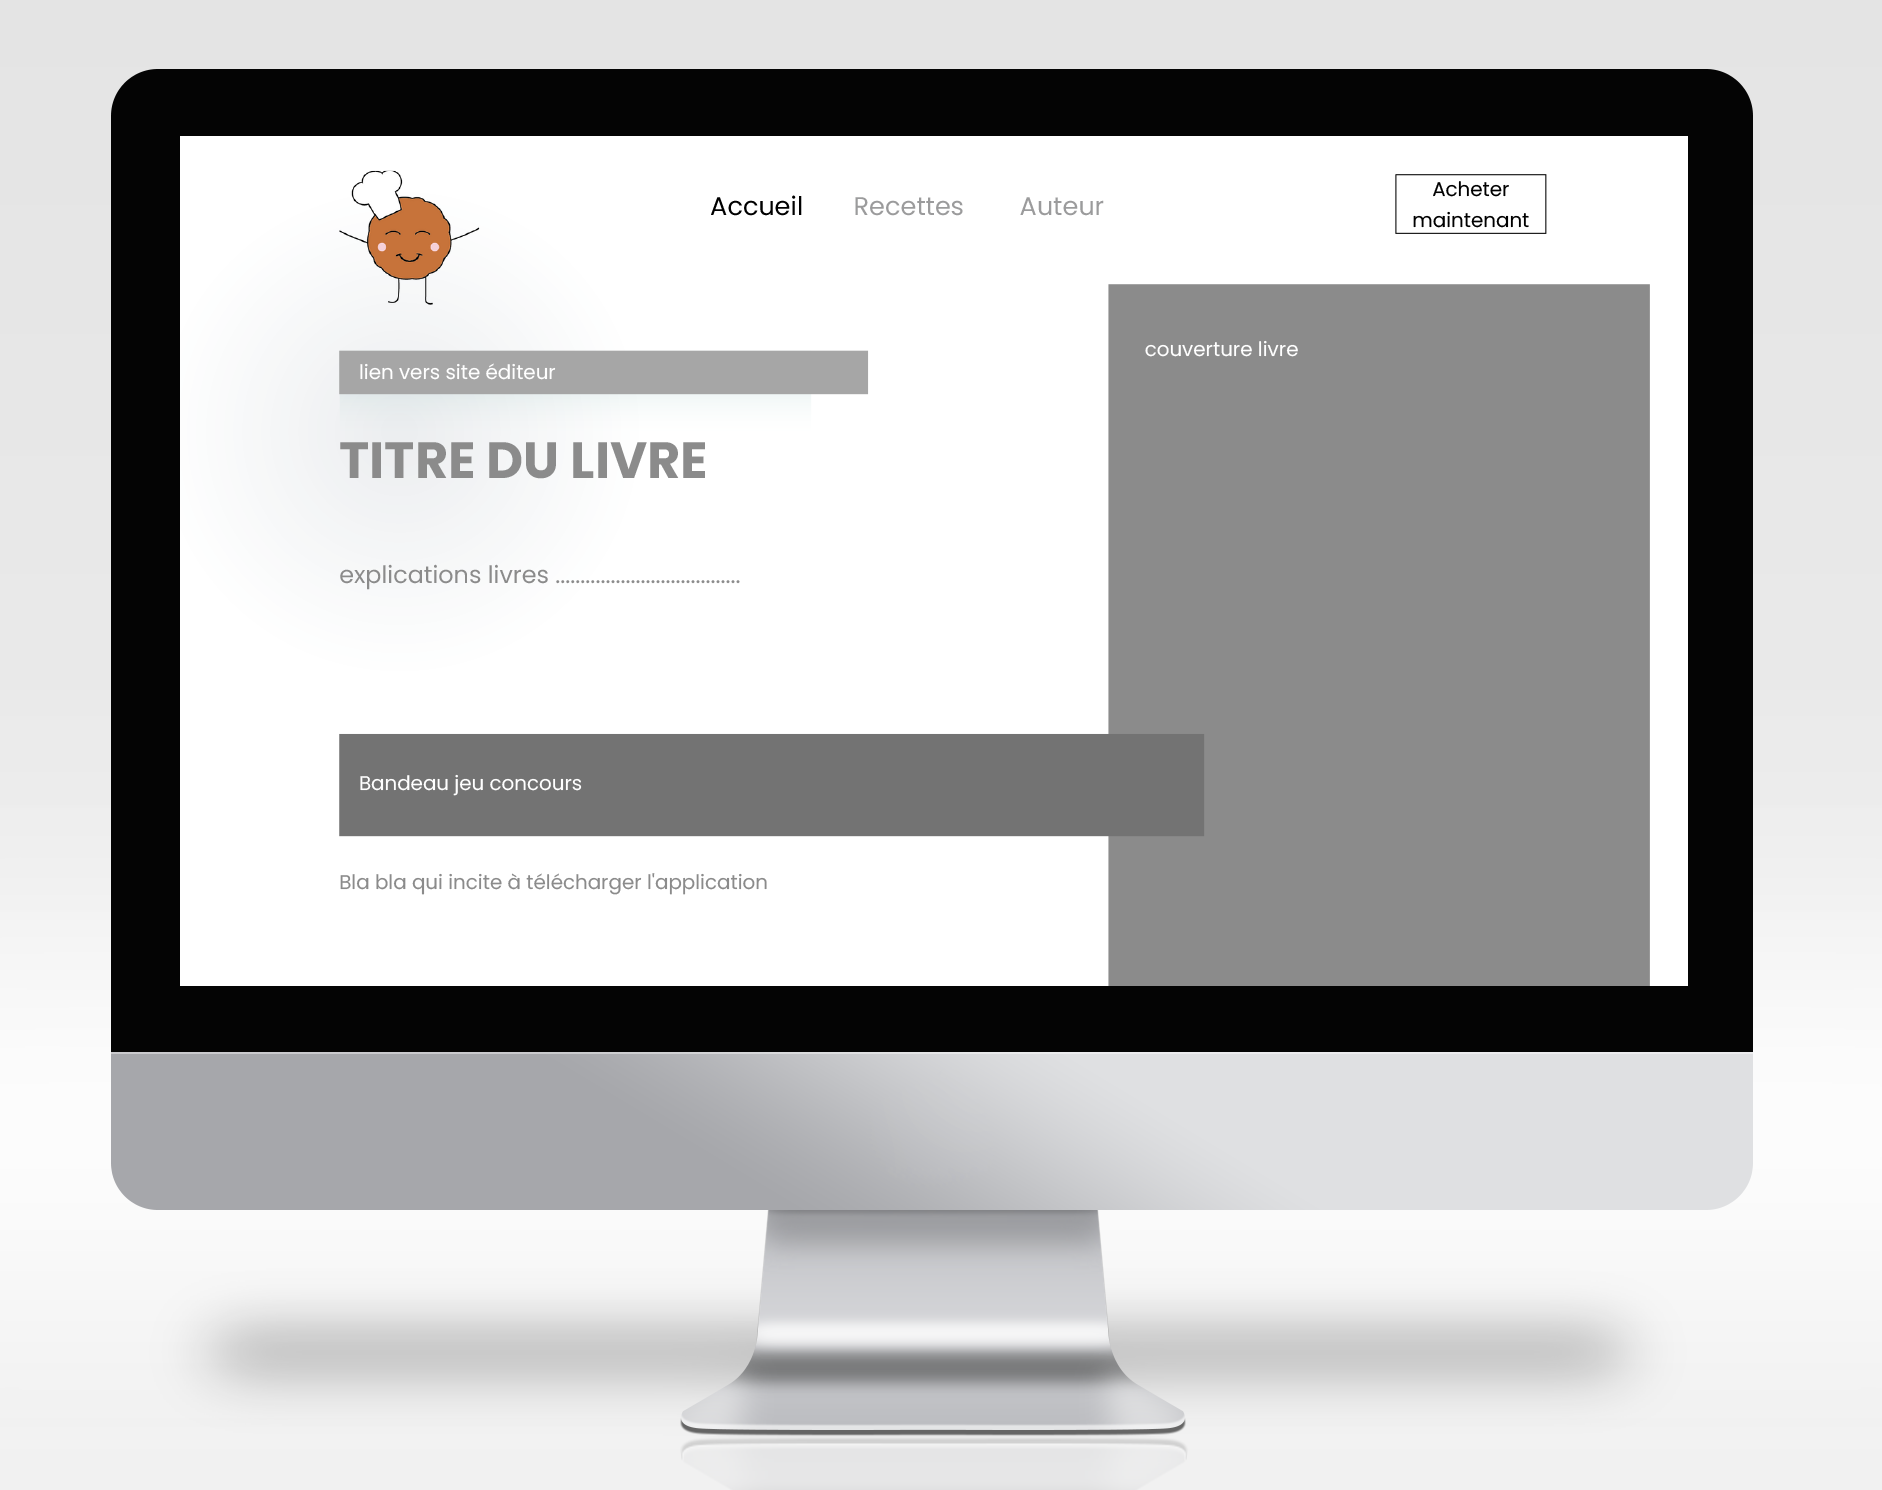 Accueil Recettes Auteur
Acheter
maintenant
lien vers site éditeur
couverture livre
TITRE DU LIVRE
explications livres .....................................
Bandeau jeu concours
Bla bla qui incite à télécharger l'application